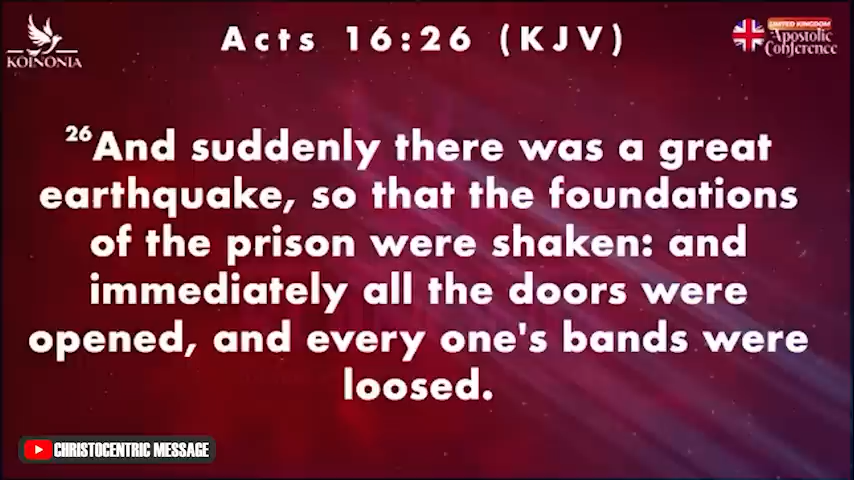 Acts 16:26 (KJV)
KOINONIA
UNITED KINGDOM
Apostolic
Conference
26And suddenly there was a great
earthquake, so that the foundations
of the prison were shaken: and
immediately all the doors were
opened, and every one's bands were
loosed.
CHRISTOCENTRIC MESSAGE